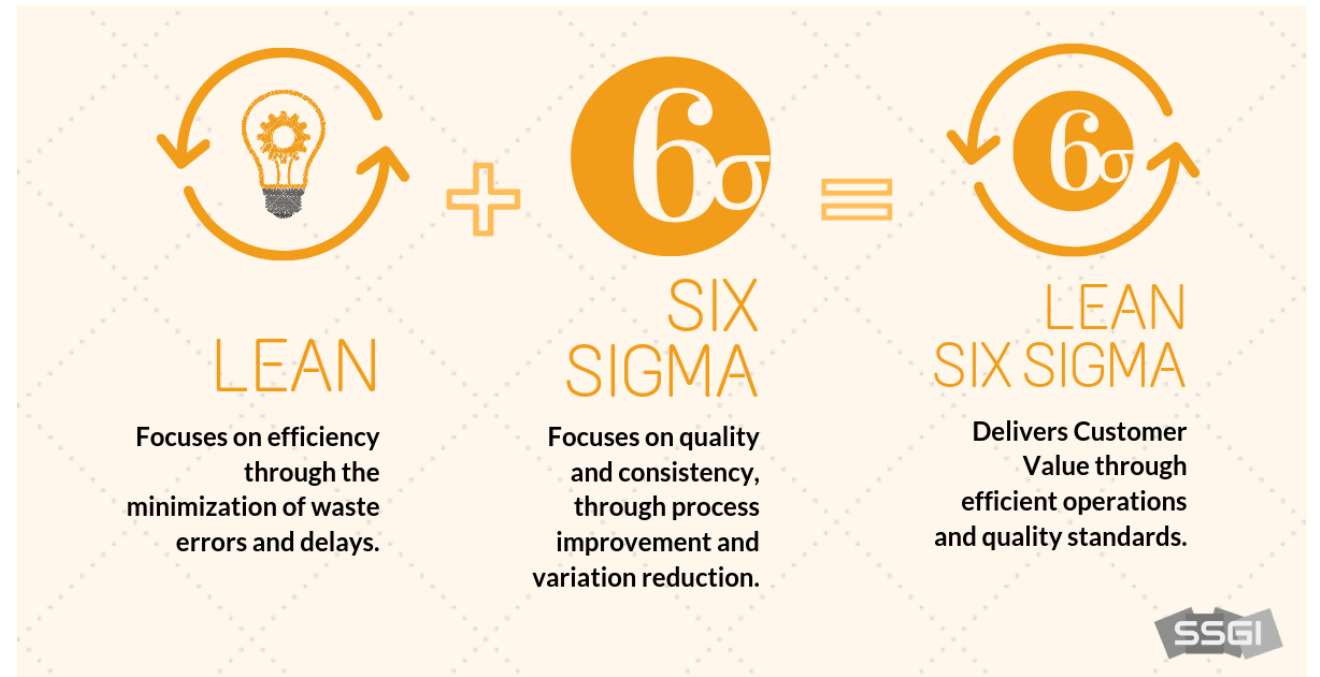 6σ
6σ
LEAN
Focuses on efficiency
through the
minimization of waste
errors and delays.
SIX
SIGMA
Focuses on quality
and consistency,
through process
improvement and
variation reduction.
LEAN
SIX SIGMA
Delivers Customer
Value through
efficient operations
and quality standards.
SSGI